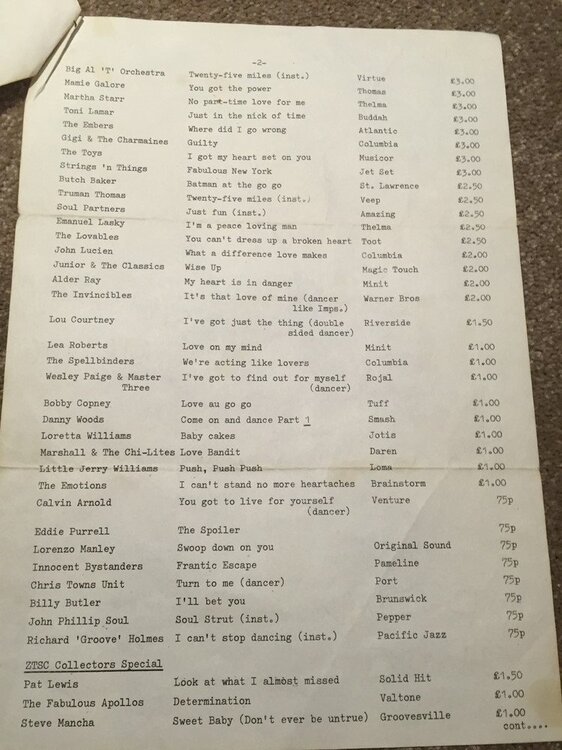 -2-
Big Al 'T' Orchestra Twenty-five miles (inst.) Virtue £3.00
Mamie Galore You got the power Thomas £3.00
Martha Starr No part-time love for me Thelma £3.00
Toni Lamar Just in the nick of time Buddah £3.00
The Embers Where did I go wrong Atlantic £3.00
Gigi & The Charmaines Guilty Columbia £3.00
The Toys I got my heart set on you Musicor £3.00
Strings 'n Things Fabulous New York Jet Set £3.00
Butch Baker Batman at the go go St. Lawrence £2.50
Truman Thomas Twenty-five miles (inst.) Veep £2.50
Soul Partners Just fun (inst.) Amazing £2.50
Emanuel Lasky I'm a peace loving man Thelma £2.50
The Lovables You can't dress up a broken heart Toot £2.50
John Lucien What a difference love makes Columbia £2.00
Junior & The Classics Wise Up Magic Touch £2.00
Alder Ray My heart is in danger Minit £2.00
The Invincibles It's that love of mine (dancer Warner Bros £2.00
like Imps.)
Lou Courtney I've got just the thing (double Riverside £1.50
sided dancer)
Lea Roberts Love on my mind Minit £1.00
The Spellbinders We're acting like lovers Columbia £1.00
Wesley Paige & Master I've got to find out for myself Rojal £1.00
Three (dancer)
Bobby Copney Love au go go Tuff £1.00
Danny Woods Come on and dance Part 1 Smash £1.00
Loretta Williams Baby cakes Jotis £1.00
Marshall & The Chi-Lites Love Bandit Daren £1.00
Little Jerry Williams Push, Push Push Loma £1.00
The Emotions I can't stand no more heartaches Brainstorm £1.00
Calvin Arnold You got to live for yourself Venture 75p
(dancer)
Eddie Purrell The Spoiler 75p
Lorenzo Manley Swoop down on you Original Sound 75p
Innocent Bystanders Frantic Escape Pameline 75p
Chris Towns Unit Turn to me (dancer) Port 75p
Billy Butler I'll bet you Brunswick 75p
John Phillip Soul Soul Strut (inst.) Pepper 75p
Richard 'Groove' Holmes I can't stop dancing (inst.) Pacific Jazz 75p
ZTSC Collectors Special
Pat Lewis Look at what I almost missed Solid Hit £1.50
The Fabulous Apollos Determination Valtone £1.00
Steve Mancha Sweet Baby (Don't ever be untrue) Groovesville £1.00
cont....